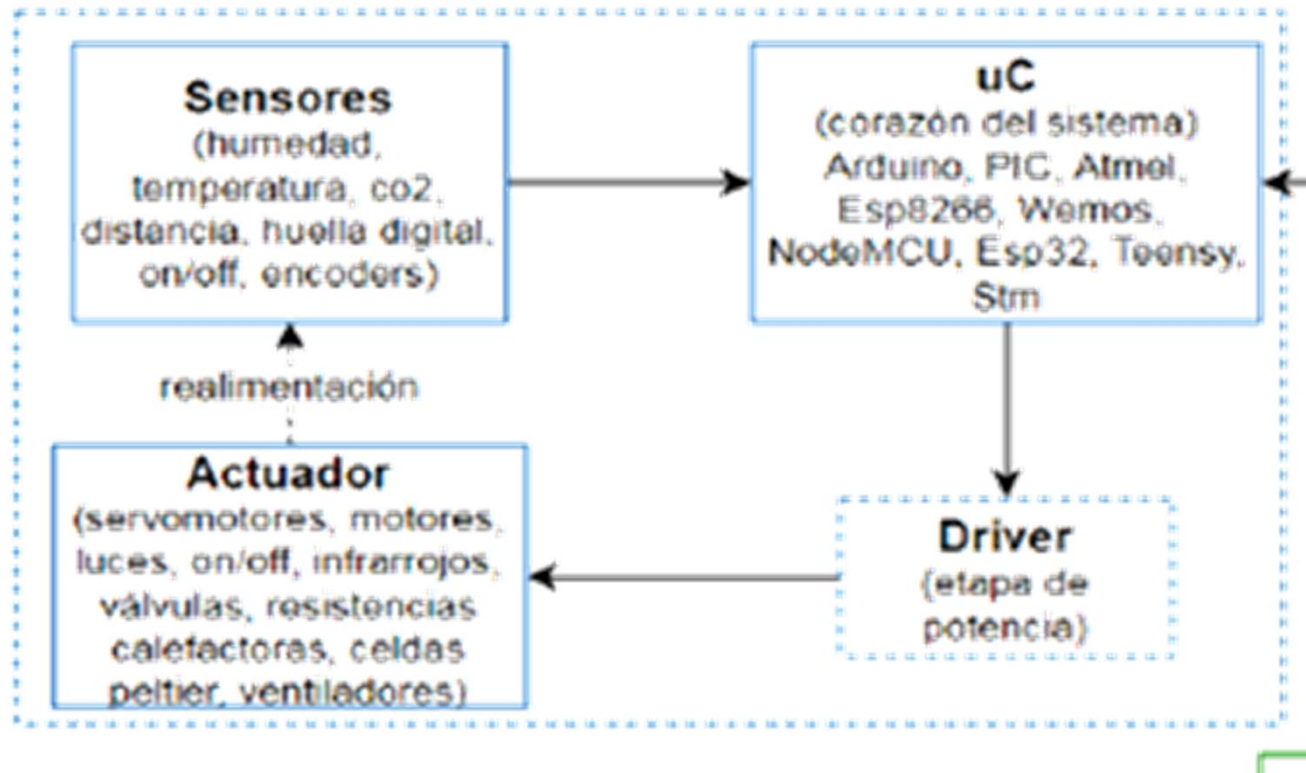 Sensores
(humedad,
temperatura, co2,
distancia, huella digital,
on/off, encoders)
uC
(corazón del sistema)
Arduino, PIC, Atmel,
Esp8266, Wemos,
NodeMCU, Esp32, Teensy,
Stm
realimentación
Actuador
(servomotores, motores,
luces, on/off, infrarrojos,
válvulas, resistencias
calefactoras, celdas
peltier, ventiladores)
Driver
(etapa de
potencia)